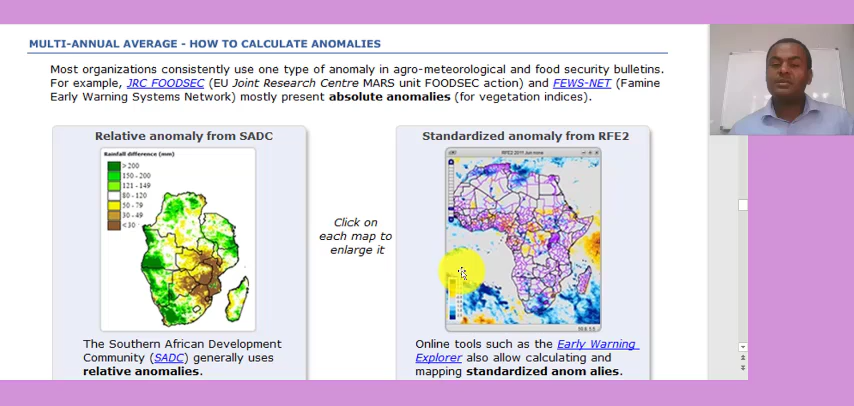 MULTI-ANNUAL AVERAGE - HOW TO CALCULATE ANOMALIES
Most organizations consistently use one type of anomaly in agro-meteorological and food security bulletins.
For example, JRC FOODSEC (EU Joint Research Centre MARS unit FOODSEC action) and FEWS-NET (Famine
Early Warning Systems Network) mostly present absolute anomalies (for vegetation indices).
Relative anomaly from SADC
Rainfall difference (mm)
> 200
150 - 200
121 - 149
80 - 120
50 - 79
30 - 49
< 30
The Southern African Development
Community (SADC) generally uses
relative anomalies.
Click on
each map to
enlarge it
Standardized anomaly from RFE2
Online tools such as the Early Warning
Explorer also allow calculating and
mapping standardized anom alies.